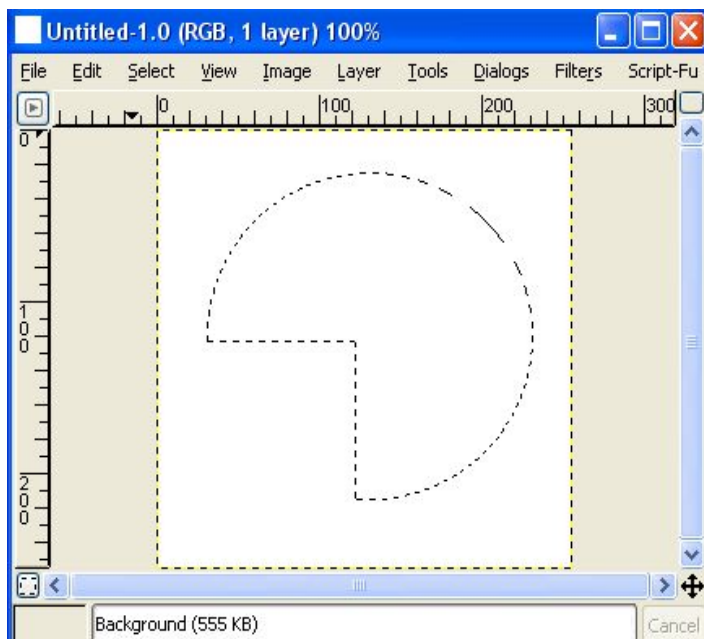 Untitled-1.0 (RGB, 1 layer) 100%
File Edit Select View Image Layer Tools Dialogs Filters Script-Fu
0 100 200 300
0
100
200
Background (555 KB) Cancel